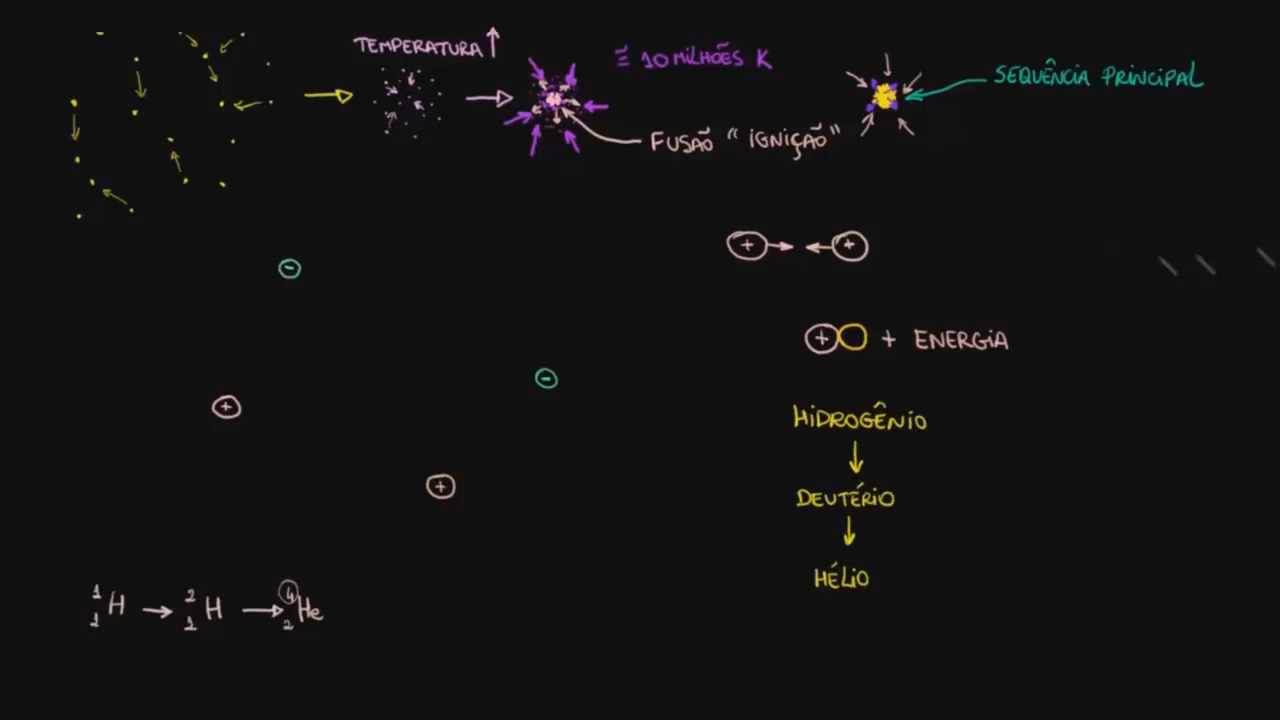 TEMPERATURA ↑
≅ 10 MILHÕES K
FUSÃO "IGNIÇÃO"
SEQUÊNCIA PRINCIPAL
+ → ← +
-
+ + ENERGIA
-
+
+
HIDROGÊNIO
↓
DEUTÉRIO
↓
HÉLIO
¹₁H → ²₁H → ⁴₂He